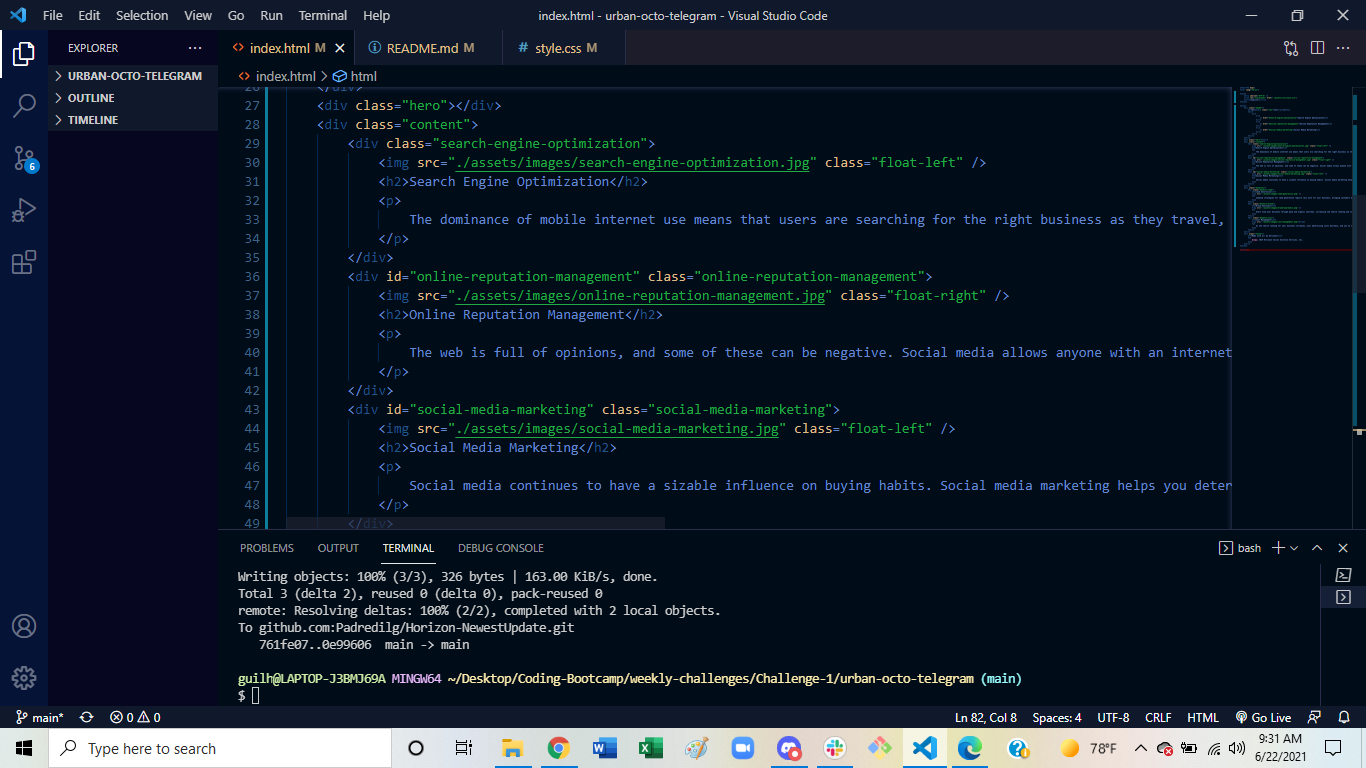 File Edit Selection View Go Run Terminal Help index.html - urban-octo-telegram - Visual Studio Code
EXPLORER ... index.html M README.md M style.css M
URBAN-OCTO-TELEGRAM
OUTLINE
TIMELINE
6
index.html > html
26 </div>
27 <div class="hero"></div>
28 <div class="content">
29 <div class="search-engine-optimization">
30 <img src="./assets/images/search-engine-optimization.jpg" class="float-left" />
31 <h2>Search Engine Optimization</h2>
32 <p>
33 The dominance of mobile internet use means that users are searching for the right business as they travel,
34 </p>
35 </div>
36 <div id="online-reputation-management" class="online-reputation-management">
37 <img src="./assets/images/online-reputation-management.jpg" class="float-right" />
38 <h2>Online Reputation Management</h2>
39 <p>
40 The web is full of opinions, and some of these can be negative. Social media allows anyone with an internet
41 </p>
42 </div>
43 <div id="social-media-marketing" class="social-media-marketing">
44 <img src="./assets/images/social-media-marketing.jpg" class="float-left" />
45 <h2>Social Media Marketing</h2>
46 <p>
47 Social media continues to have a sizable influence on buying habits. Social media marketing helps you deter
48 </p>
49 </div>
PROBLEMS OUTPUT TERMINAL DEBUG CONSOLE bash
Writing objects: 100% (3/3), 326 bytes | 163.00 KiB/s, done.
Total 3 (delta 2), reused 0 (delta 0), pack-reused 0
remote: Resolving deltas: 100% (2/2), completed with 2 local objects.
To github.com:Padredilg/Horizon-NewestUpdate.git
761fe07..0e99606 main -> main
guilh@LAPTOP-J3BMJ69A MINGW64 ~/Desktop/Coding-Bootcamp/weekly-challenges/Challenge-1/urban-octo-telegram (main)
$
main* 0 0 Ln 82, Col 8 Spaces: 4 UTF-8 CRLF HTML Go Live
Type here to search 78°F 9:31 AM
6/22/2021